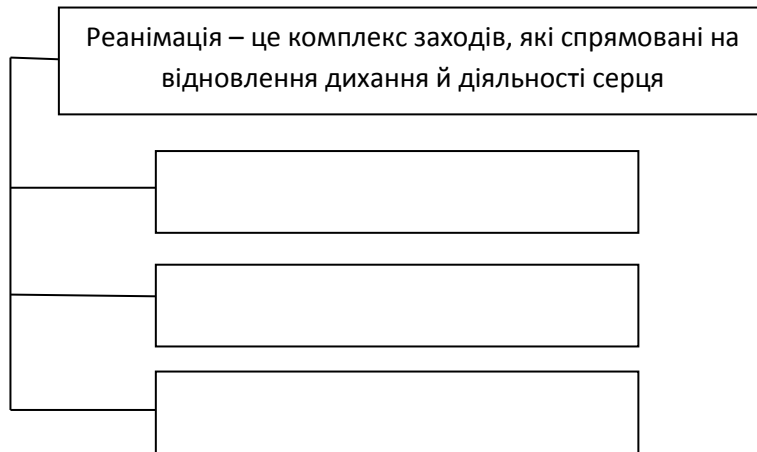 Реанімація – це комплекс заходів, які спрямовані на
відновлення дихання й діяльності серця